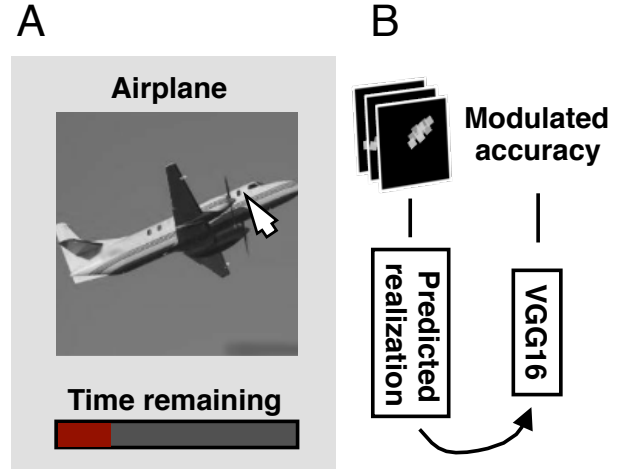 A
B
Airplane
Modulated
accuracy
Predicted
realization
VGG16
Time remaining